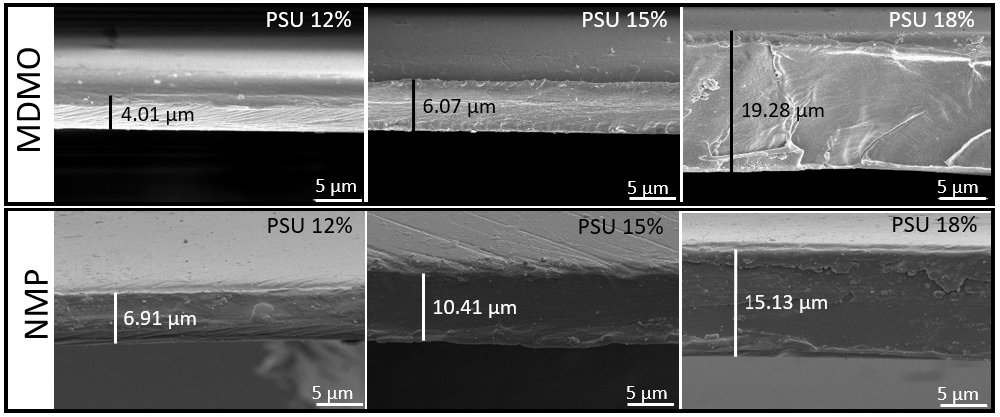 MDMO
PSU 12%
4.01 µm
5 µm
PSU 15%
6.07 µm
5 µm
PSU 18%
19.28 µm
5 µm
NMP
PSU 12%
6.91 µm
5 µm
PSU 15%
10.41 µm
5 µm
PSU 18%
15.13 µm
5 µm